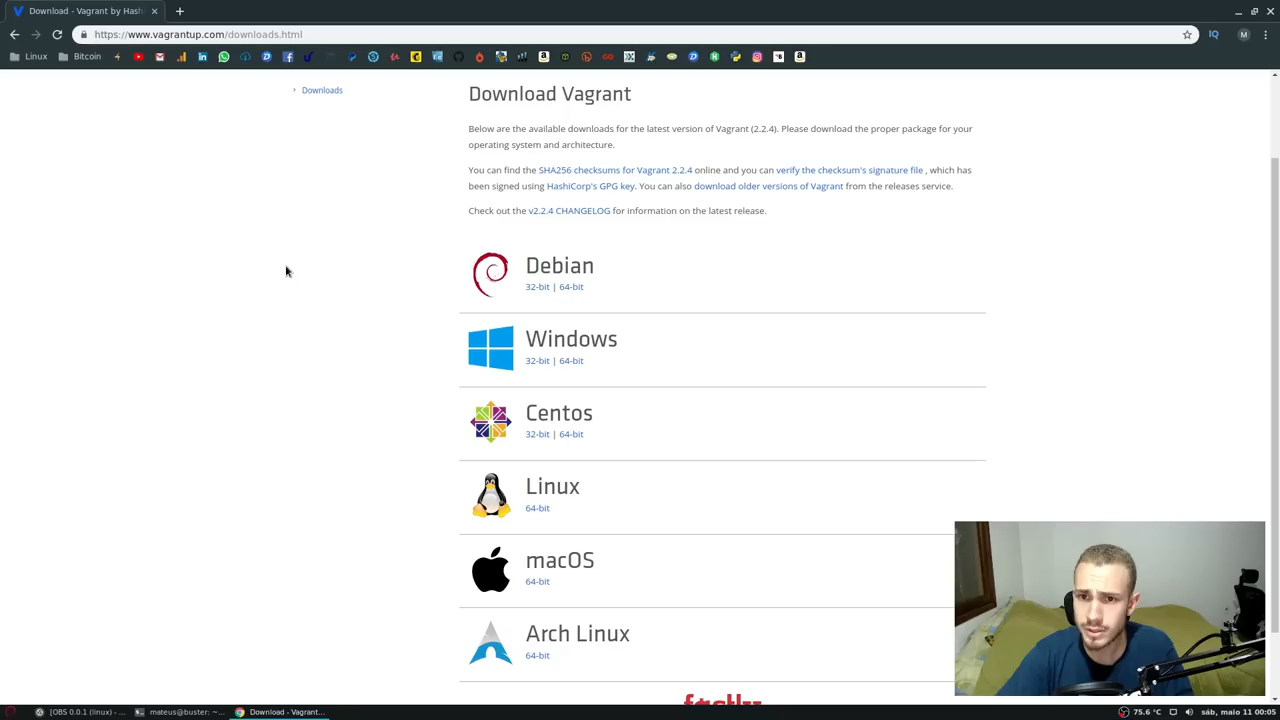 Download - Vagrant by Hash
https://www.vagrantup.com/downloads.html
IQ
M
Linux
Bitcoin
Downloads
Download Vagrant
Below are the available downloads for the latest version of Vagrant (2.2.4). Please download the proper package for your
operating system and architecture.
You can find the SHA256 checksums for Vagrant 2.2.4 online and you can verify the checksum's signature file , which has
been signed using HashiCorp's GPG key. You can also download older versions of Vagrant from the releases service.
Check out the v2.2.4 CHANGELOG for information on the latest release.
Debian
32-bit | 64-bit
Windows
32-bit | 64-bit
Centos
32-bit | 64-bit
Linux
64-bit
macOS
64-bit
Arch Linux
64-bit
fastly
[OBS 0.0.1 (linux) - ...
mateus@buster: ~...
Download - Vagrant...
75.6 °C
sáb, maio 11 00:05